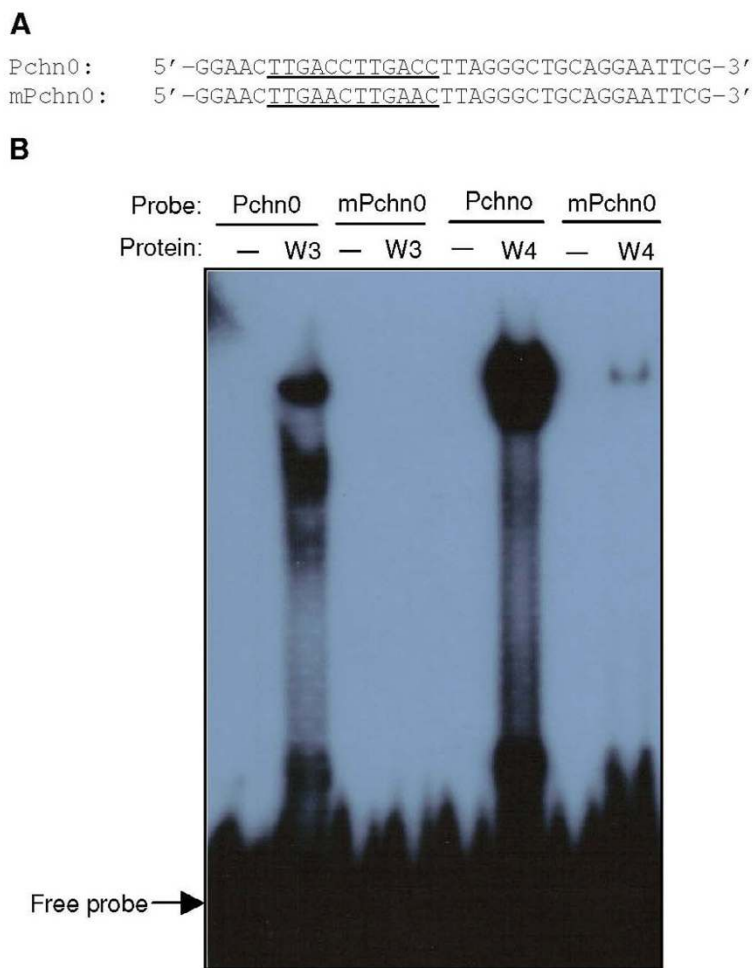 A
Pchn0: 5′-GGAACTTGACCTTGACCTTAGGGCTGCAGGAATTCG-3′
mPchn0: 5′-GGAACTTGAACTTGAACTTAGGGCTGCAGGAATTCG-3′
B
Probe: Pchn0 mPchn0 Pchno mPchn0
Protein: — W3 — W3 — W4 — W4
Free probe